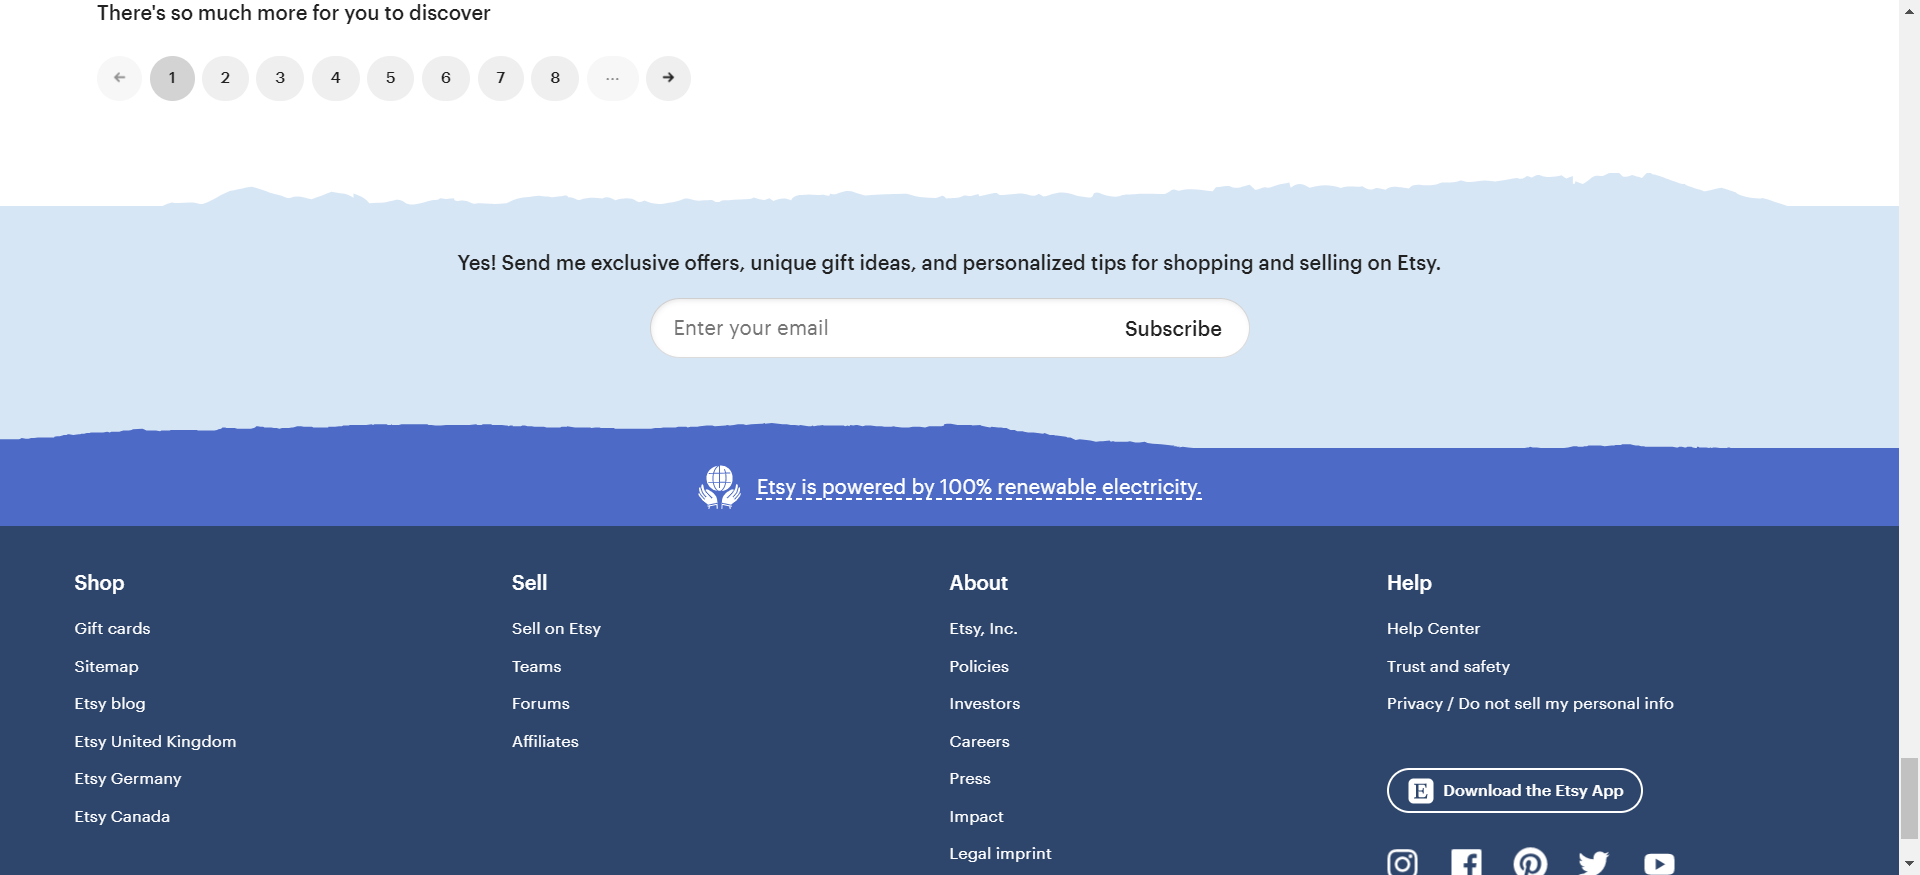 There's so much more for you to discover
← 1 2 3 4 5 6 7 8 ... →
Yes! Send me exclusive offers, unique gift ideas, and personalized tips for shopping and selling on Etsy.
Enter your email Subscribe
Etsy is powered by 100% renewable electricity.
Shop
Gift cards
Sitemap
Etsy blog
Etsy United Kingdom
Etsy Germany
Etsy Canada
Sell
Sell on Etsy
Teams
Forums
Affiliates
About
Etsy, Inc.
Policies
Investors
Careers
Press
Impact
Legal imprint
Help
Help Center
Trust and safety
Privacy / Do not sell my personal info
E Download the Etsy App